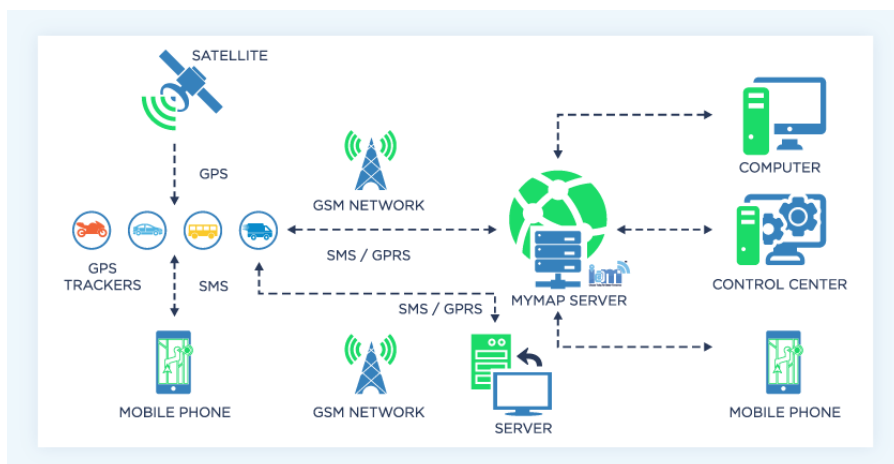 SATELLITE
GPS
GSM NETWORK
COMPUTER
GPS
TRACKERS
SMS
SMS / GPRS
MYMAP SERVER
CONTROL CENTER
SMS / GPRS
MOBILE PHONE
GSM NETWORK
SERVER
MOBILE PHONE